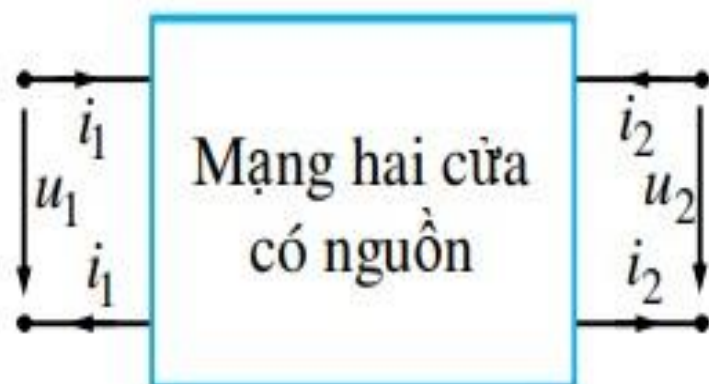 i₁ i₂
u₁ Mạng hai cửa u₂
có nguồn
i₁ i₂